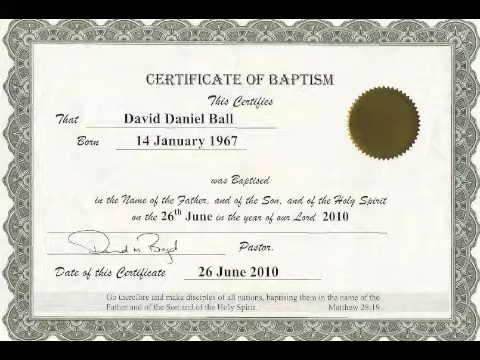 CERTIFICATE OF BAPTISM
This Certifies
That David Daniel Ball
Born 14 January 1967
was Baptised
in the Name of the Father, and of the Son, and of the Holy Spirit
on the 26th June in the year of our Lord 2010
Pastor.
Date of this Certificate 26 June 2010
Go therefore and make disciples of all nations, baptising them in the name of the
Father and of the Son and of the Holy Spirit. Matthew 28:19